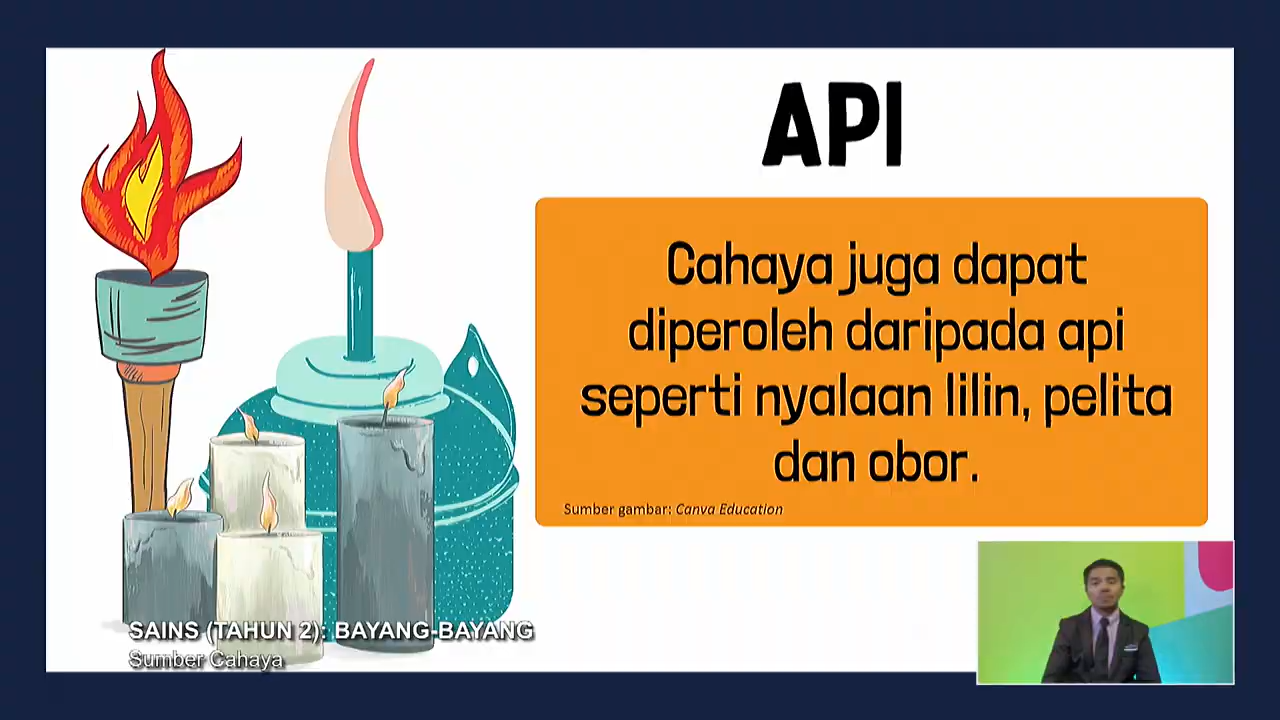 API
Cahaya juga dapat
diperoleh daripada api
seperti nyalaan lilin, pelita
dan obor.
Sumber gambar: Canva Education
SAINS (TAHUN 2): BAYANG-BAYANG
Sumber Cahaya